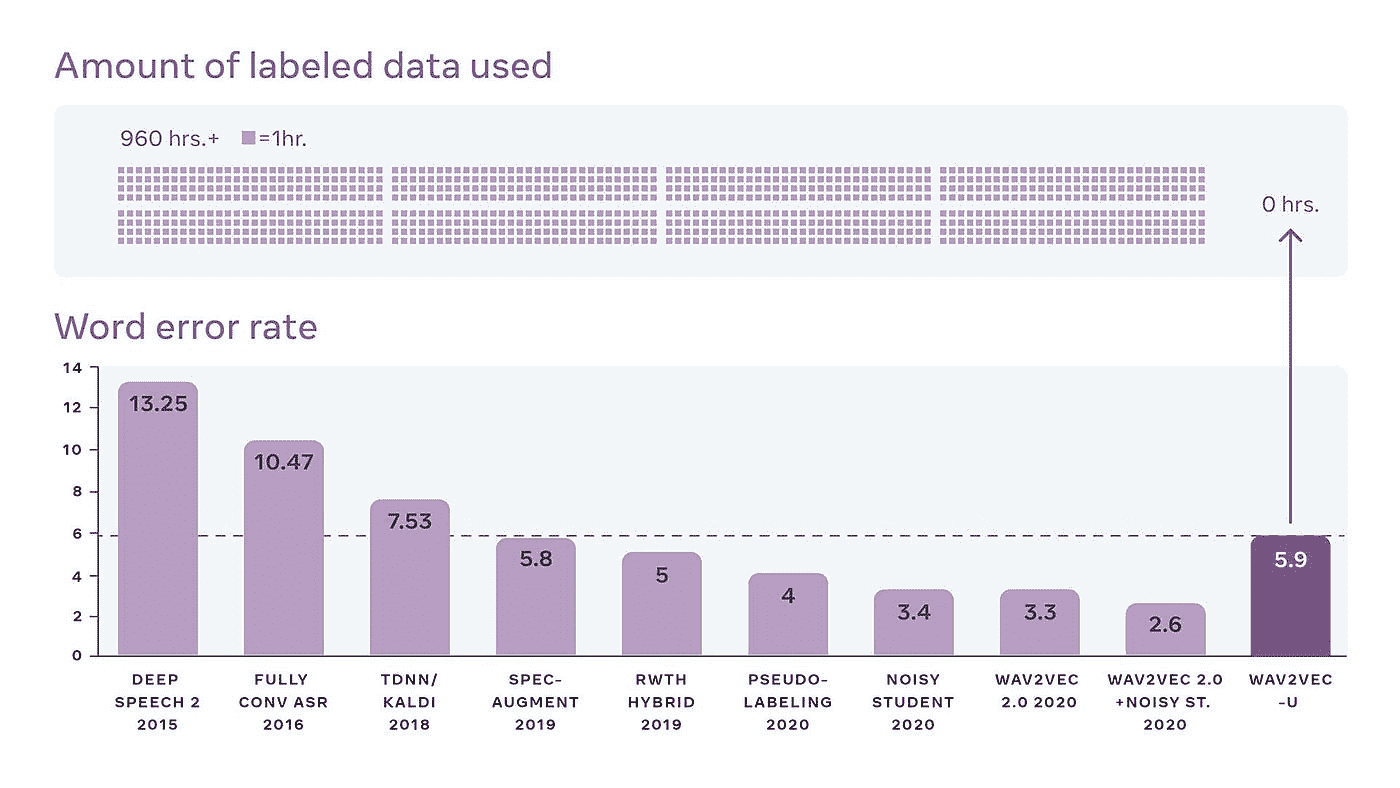 Amount of labeled data used
960 hrs.+ =1hr.
0 hrs.
Word error rate
14
12
10
8
6
4
2
0
13.25
10.47
7.53
5.8
5
4
3.4
3.3
2.6
5.9
DEEP
SPEECH 2
2015
FULLY
CONV ASR
2016
TDNN/
KALDI
2018
SPEC-
AUGMENT
2019
RWTH
HYBRID
2019
PSEUDO-
LABELING
2020
NOISY
STUDENT
2020
WAV2VEC
2.0 2020
WAV2VEC 2.0
+NOISY ST.
2020
WAV2VEC
-U